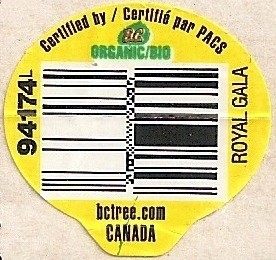 Certified by / Certifié par PACS
BC
ORGANIC/BIO
94174L
ROYAL GALA
bctree.com
CANADA